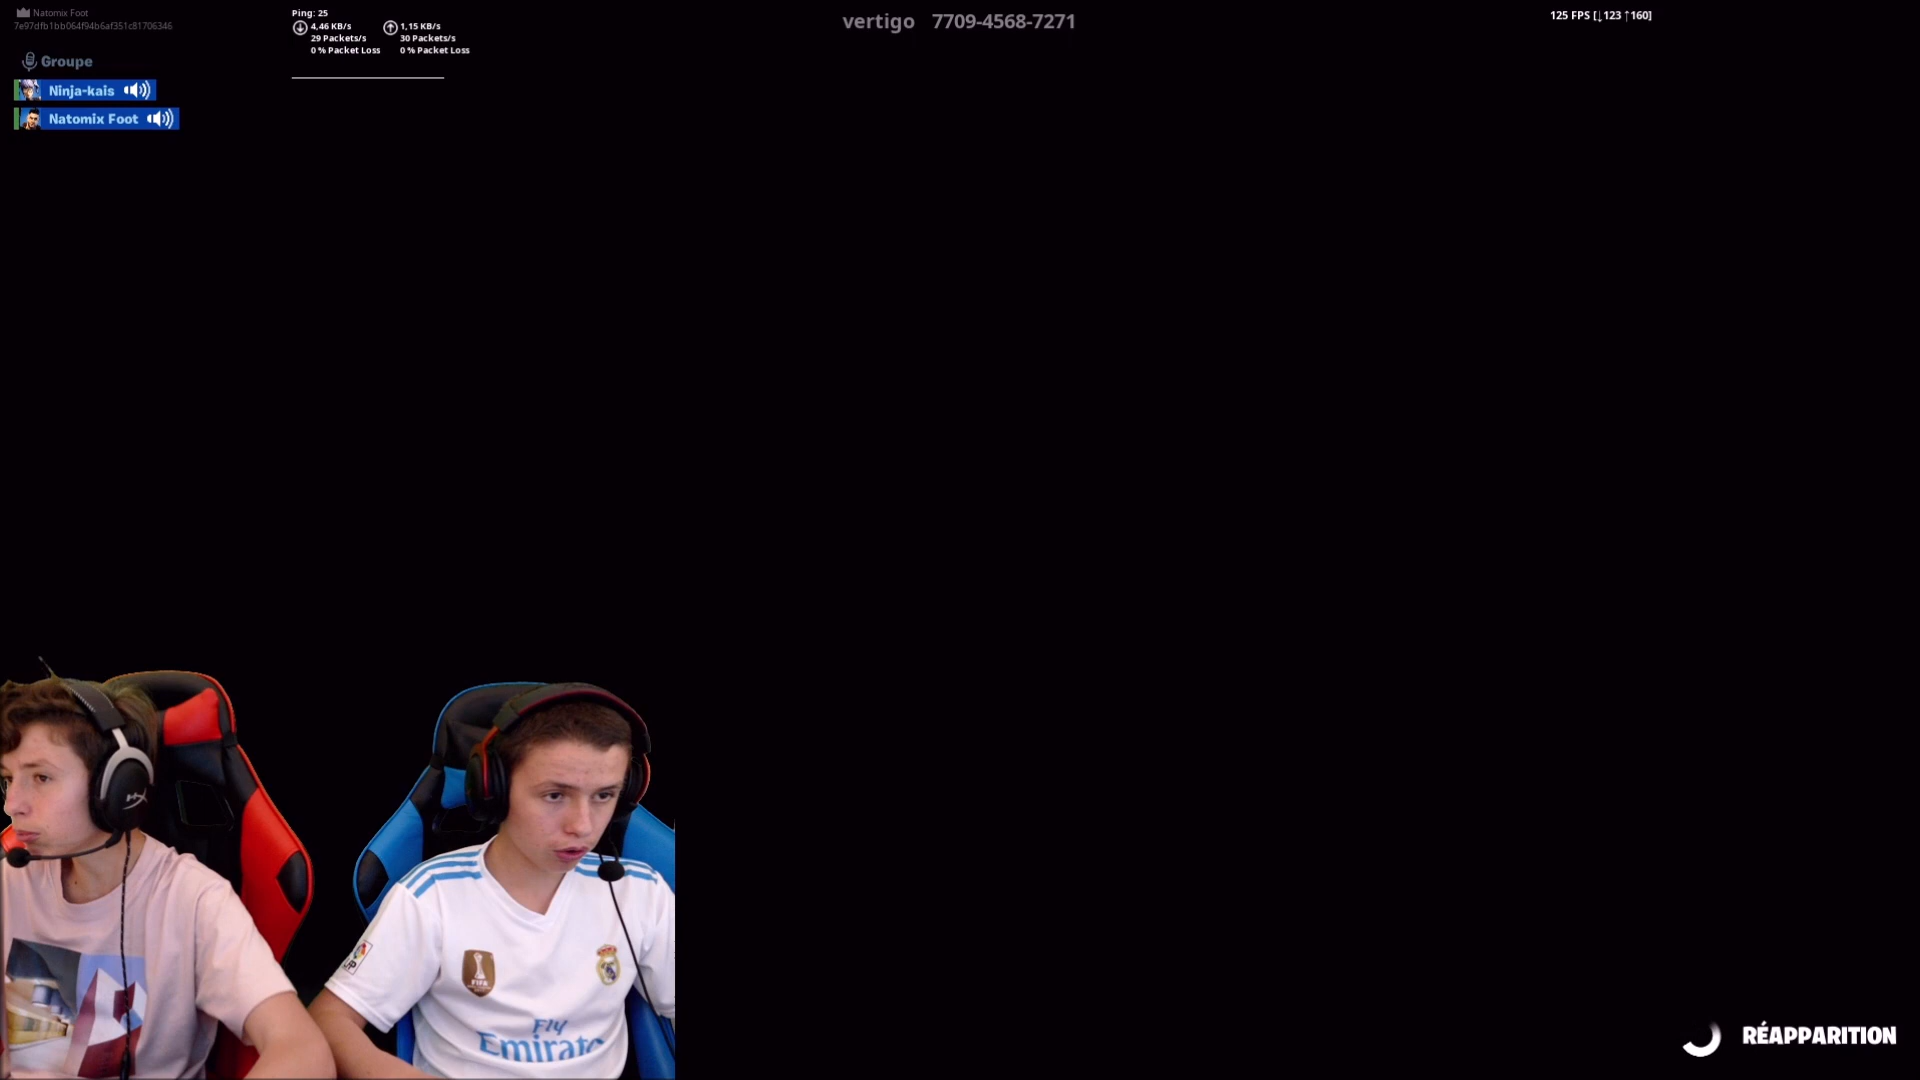 Natomix Foot
7e97dfb1bb064f94b6af351c81706346
Ping: 25
4,46 KB/s
1,15 KB/s
29 Packets/s
30 Packets/s
0 % Packet Loss
0 % Packet Loss
vertigo 7709-4568-7271
125 FPS [↓123 ↑160]
Groupe
Ninja-kais
Natomix Foot
FIFA
Fly
Emirate
RÉAPPARITION